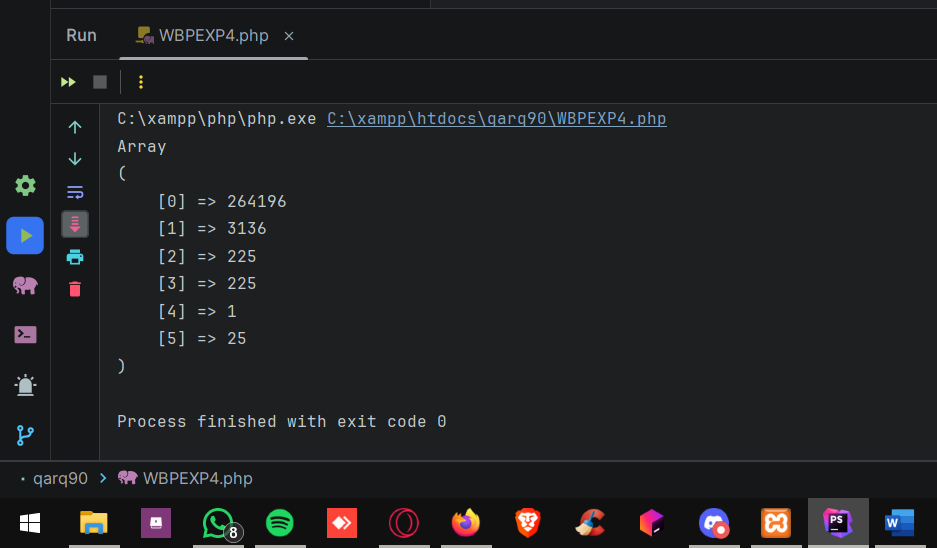 Run WBPEXP4.php
C:\xampp\php\php.exe C:\xampp\htdocs\qarq90\WBPEXP4.php
Array
(
    [0] => 264196
    [1] => 3136
    [2] => 225
    [3] => 225
    [4] => 1
    [5] => 25
)
Process finished with exit code 0
qarq90 > WBPEXP4.php
8
PS
W